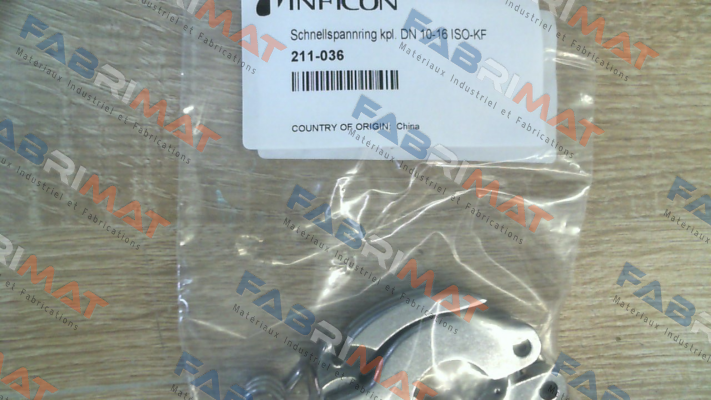 INFICON
Schnellspannring kpl. DN 10-16 ISO-KF
211-036
COUNTRY OF ORIGIN: China
FABRIMAT
Materiaux Industriel et Fabrications